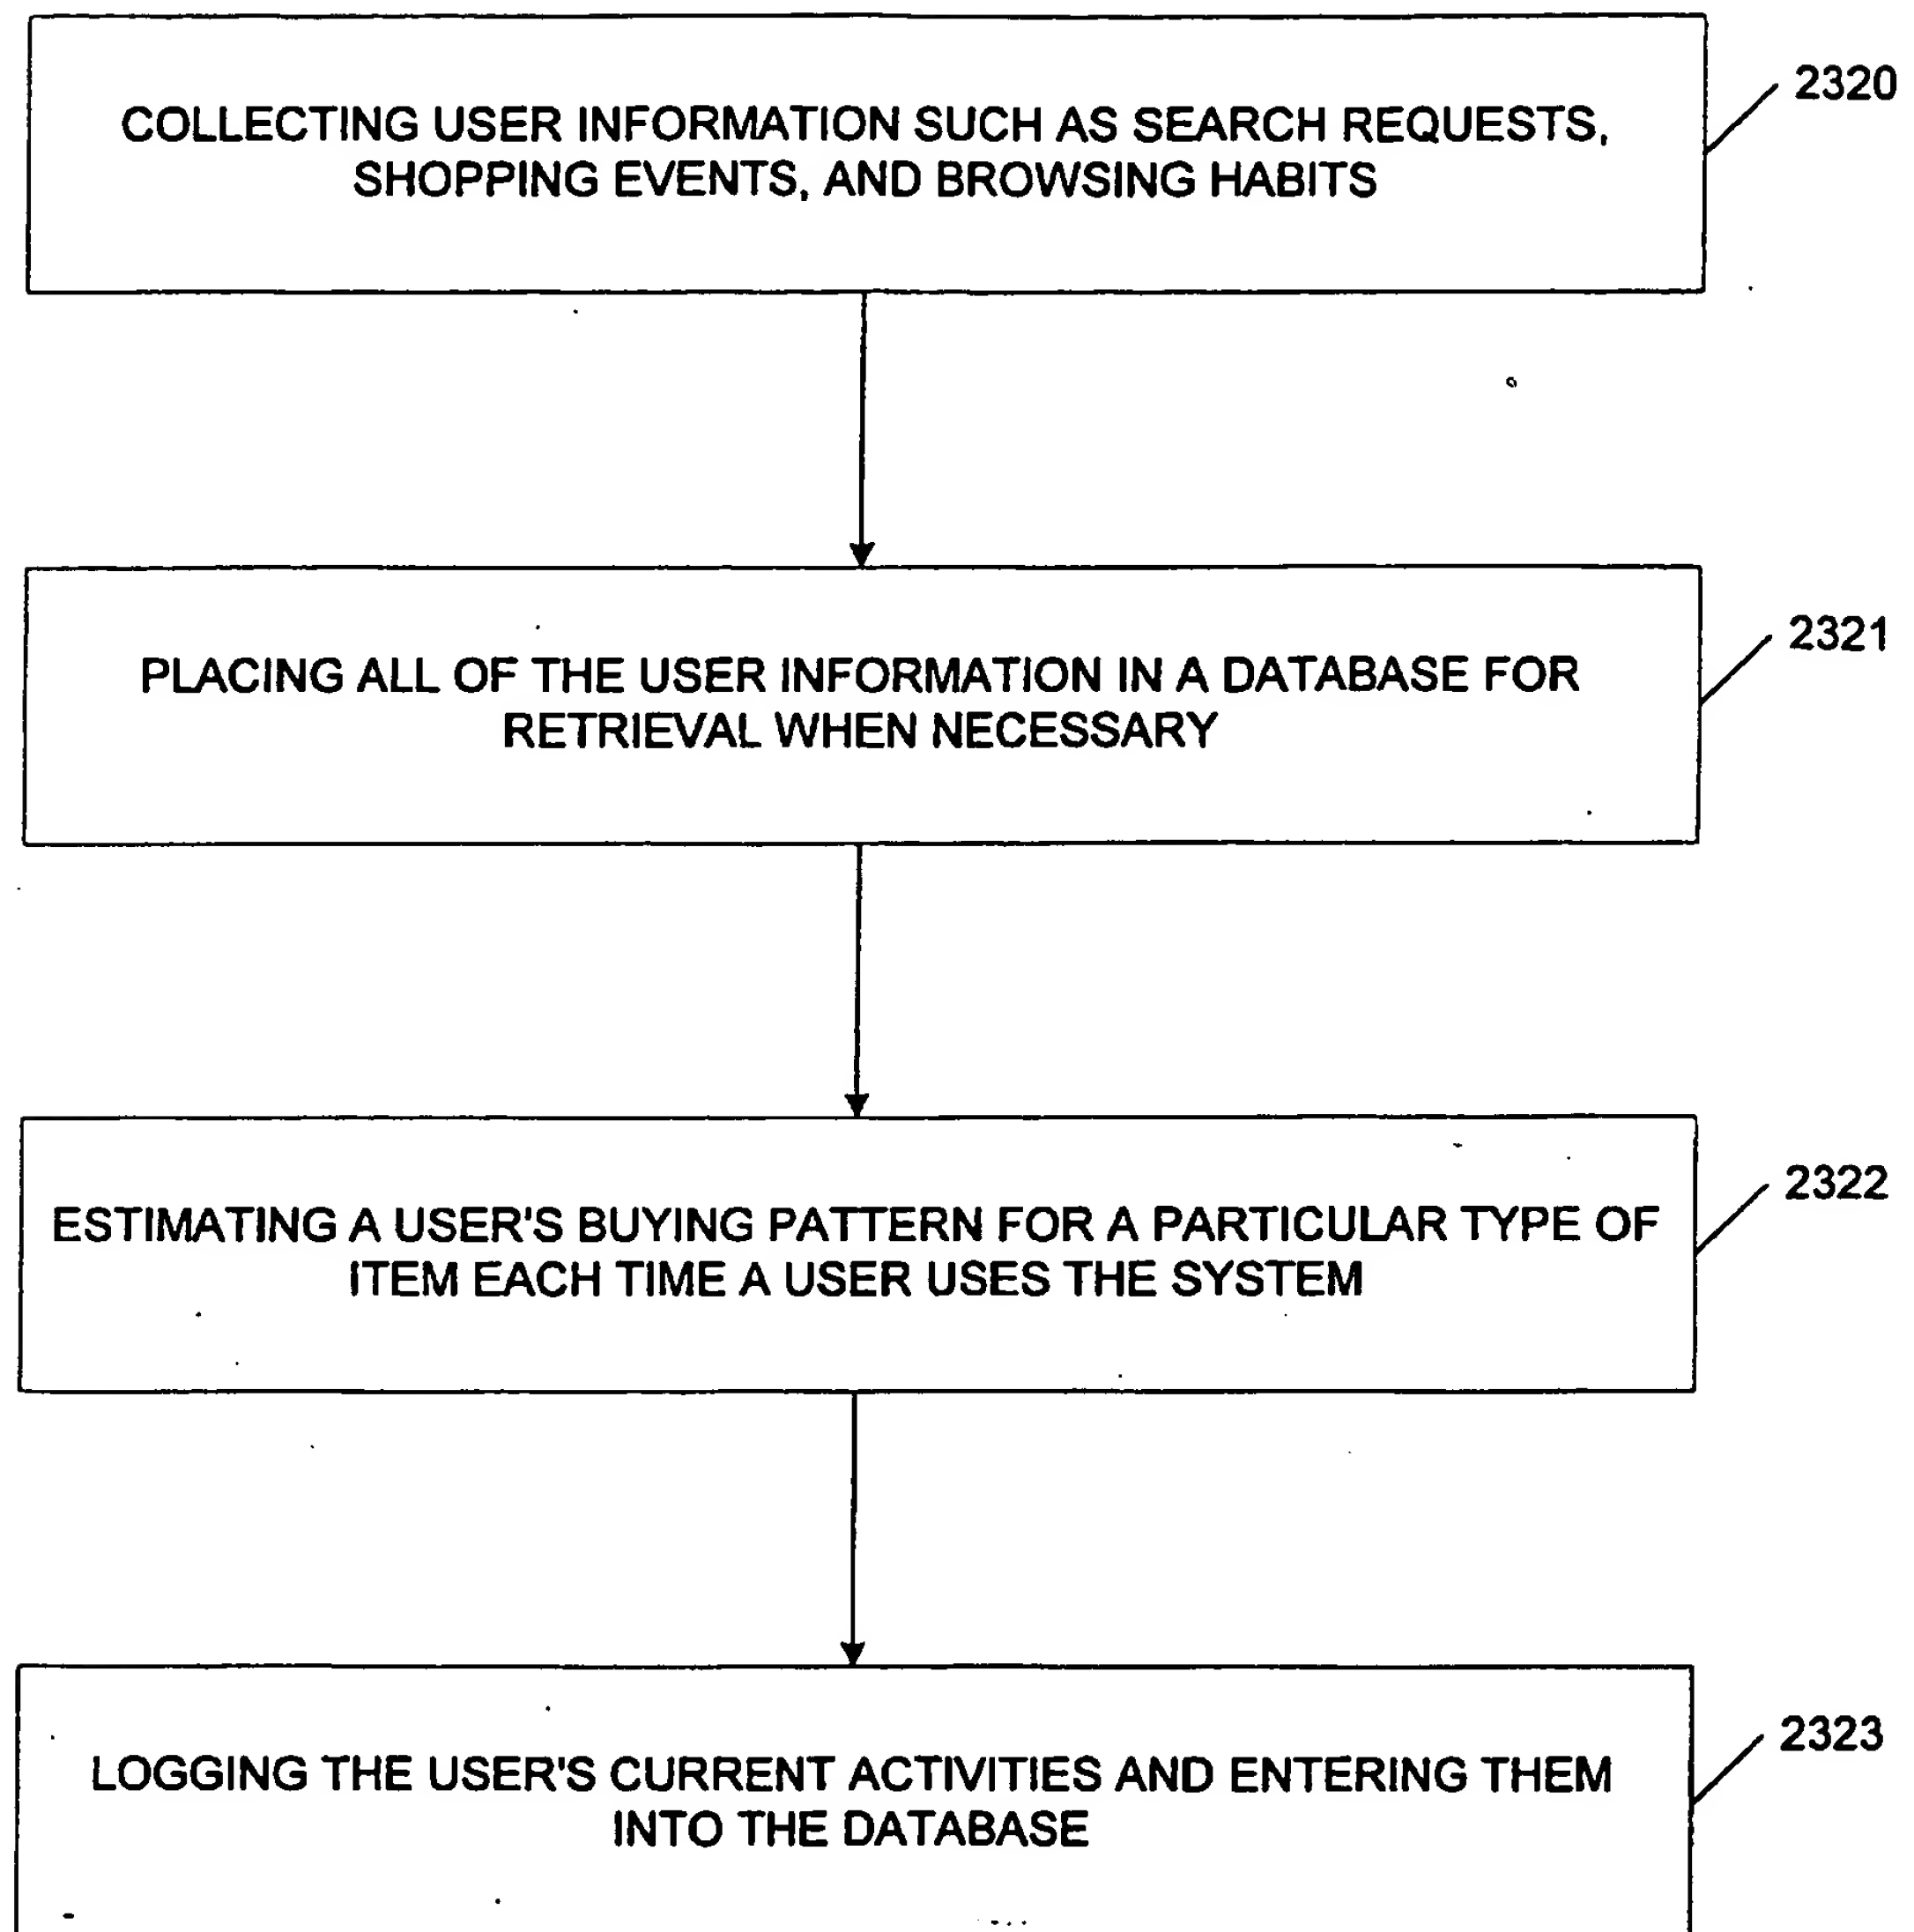 COLLECTING USER INFORMATION SUCH AS SEARCH REQUESTS,
SHOPPING EVENTS, AND BROWSING HABITS
2320
PLACING ALL OF THE USER INFORMATION IN A DATABASE FOR
RETRIEVAL WHEN NECESSARY
2321
ESTIMATING A USER'S BUYING PATTERN FOR A PARTICULAR TYPE OF
ITEM EACH TIME A USER USES THE SYSTEM
2322
LOGGING THE USER'S CURRENT ACTIVITIES AND ENTERING THEM
INTO THE DATABASE
2323